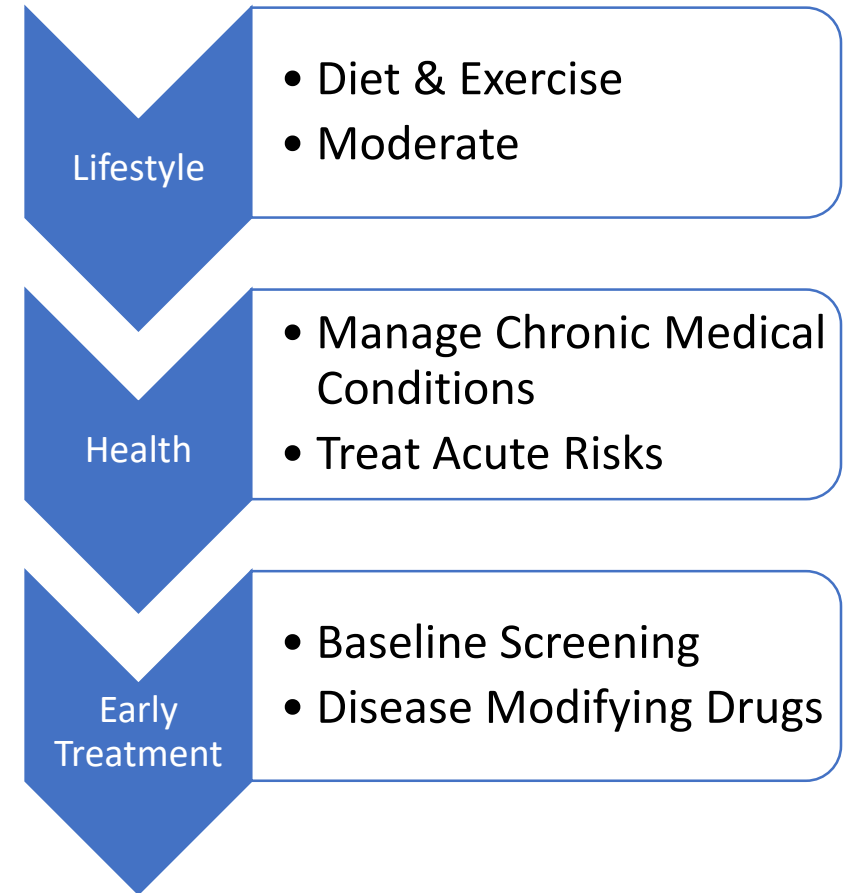 Lifestyle
• Diet & Exercise
• Moderate
Health
• Manage Chronic Medical
Conditions
• Treat Acute Risks
Early
Treatment
• Baseline Screening
• Disease Modifying Drugs